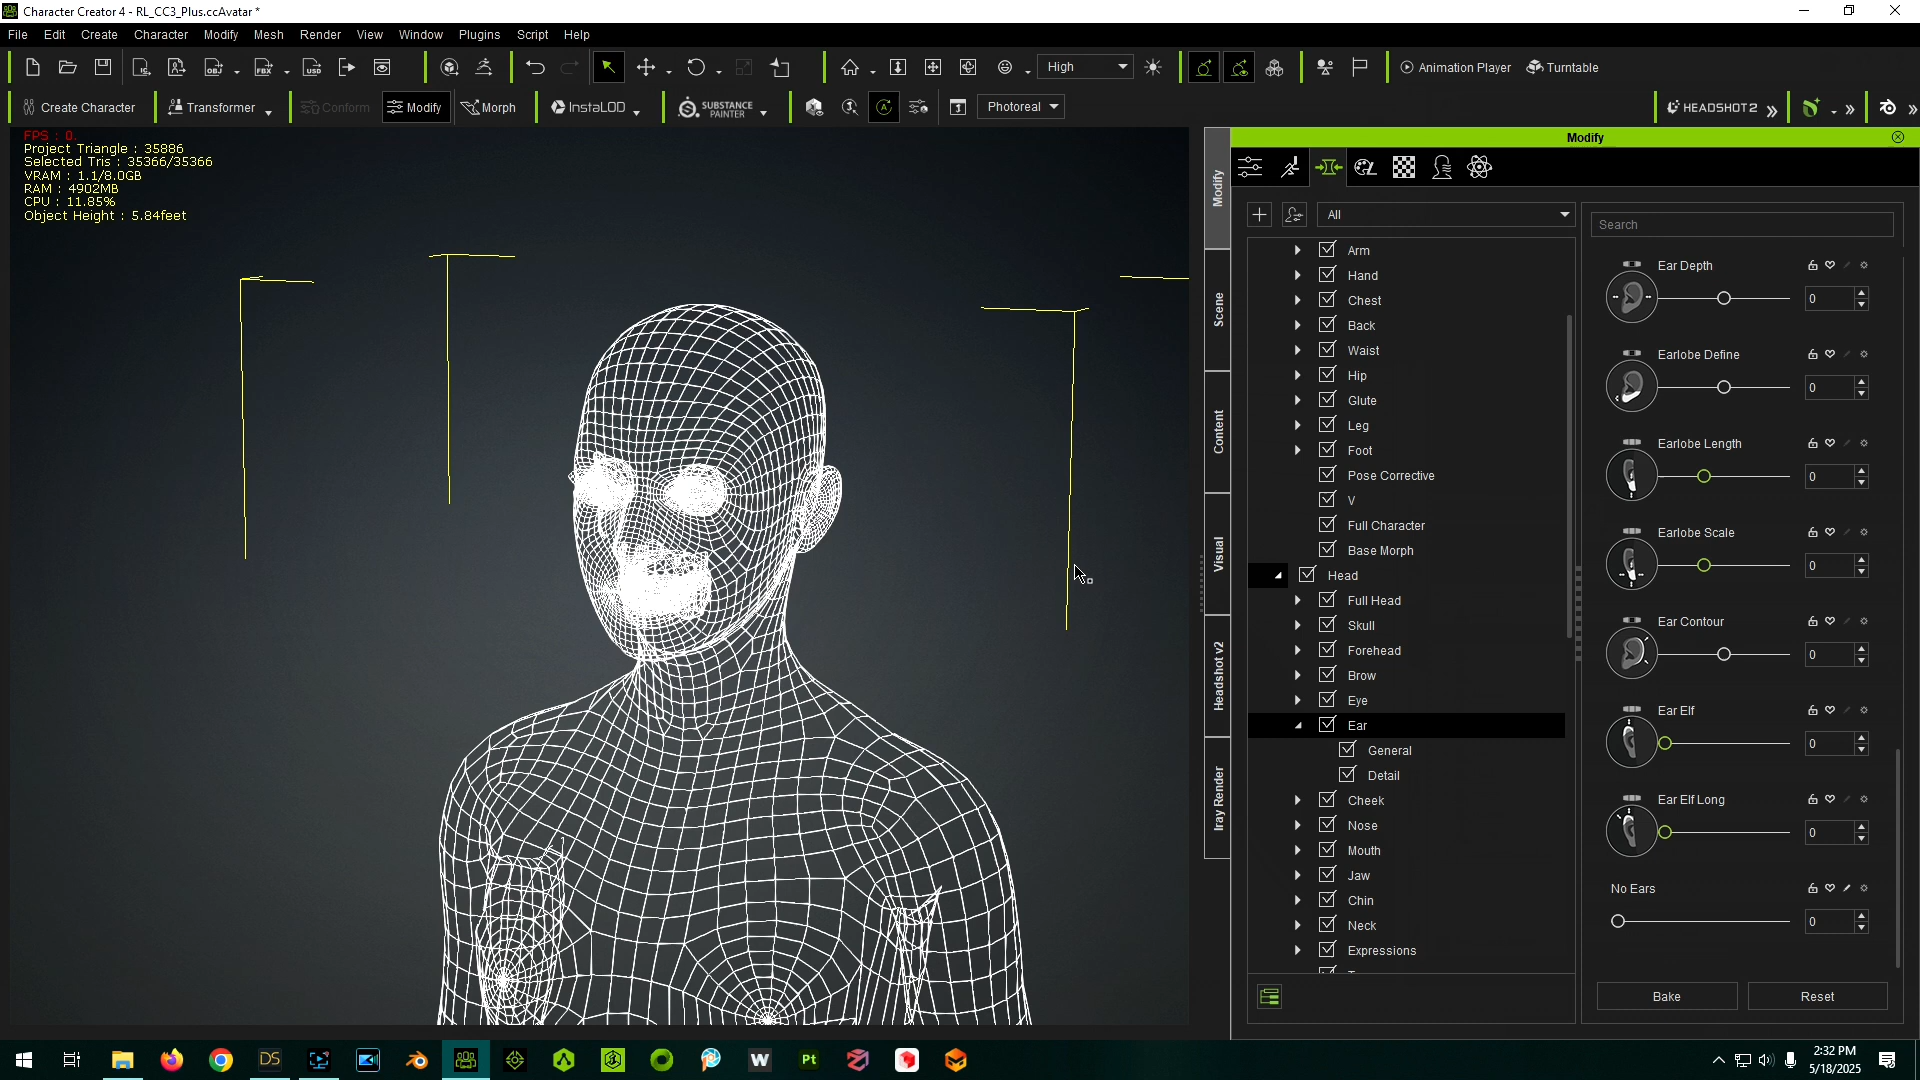 Character Creator 4 - RL_CC3_Plus.ccAvatar *
File Edit Create Character Modify Mesh Render View Window Plugins Script Help
High
Animation Player
Turntable
Create Character
Transformer
Conform
Modify
Morph
InstaLOD
SUBSTANCE PAINTER
Photoreal
HEADSHOT2
FPS : 0.
Project Triangle : 35886
Selected Tris : 35366/35366
VRAM : 1.1/8.0GB
RAM : 4902MB
CPU : 11.85%
Object Height : 5.84feet
Modify
Scene
Content
Visual
Headshot v2
Iray Render
Modify
All
Arm
Hand
Chest
Back
Waist
Hip
Glute
Leg
Foot
Pose Corrective
V
Full Character
Base Morph
Head
Full Head
Skull
Forehead
Brow
Eye
Ear
General
Detail
Cheek
Nose
Mouth
Jaw
Chin
Neck
Expressions
Search
Ear Depth
0
Earlobe Define
0
Earlobe Length
0
Earlobe Scale
0
Ear Contour
0
Ear Elf
0
Ear Elf Long
0
No Ears
0
Bake
Reset
DS
W
Pt
2:32 PM
5/18/2025